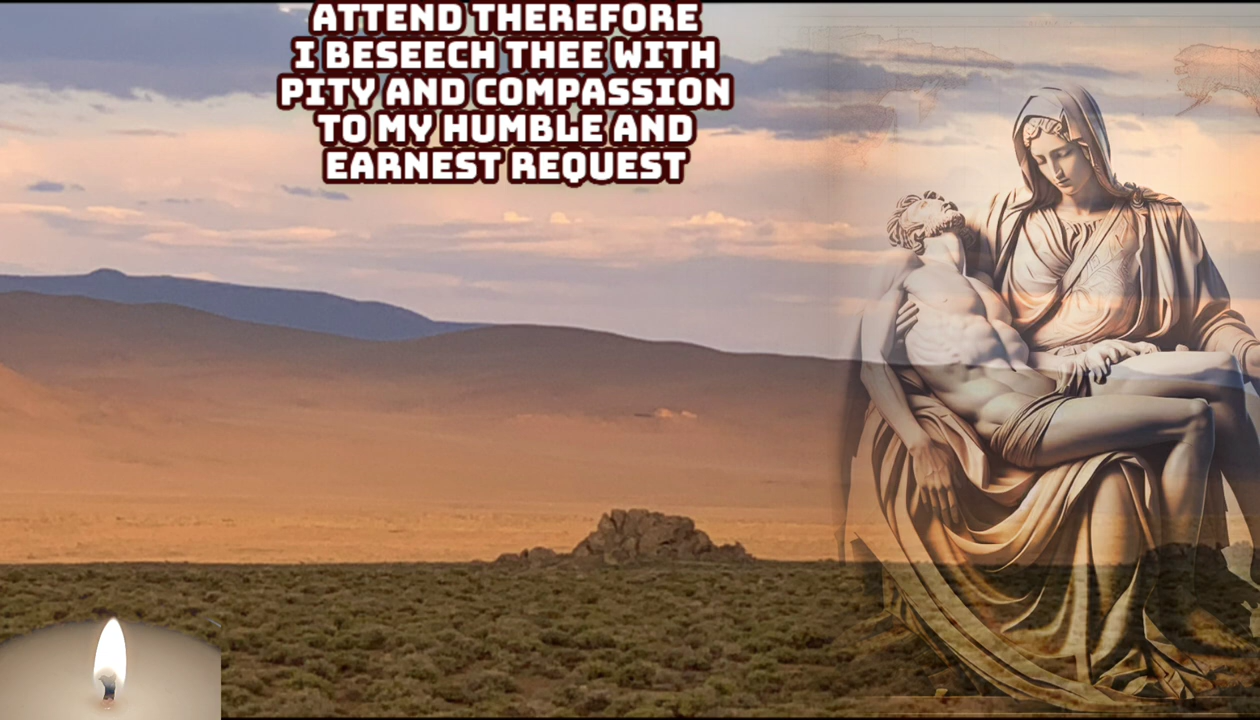 ATTEND THEREFORE
I BESEECH THEE WITH
PITY AND COMPASSION
TO MY HUMBLE AND
EARNEST REQUEST